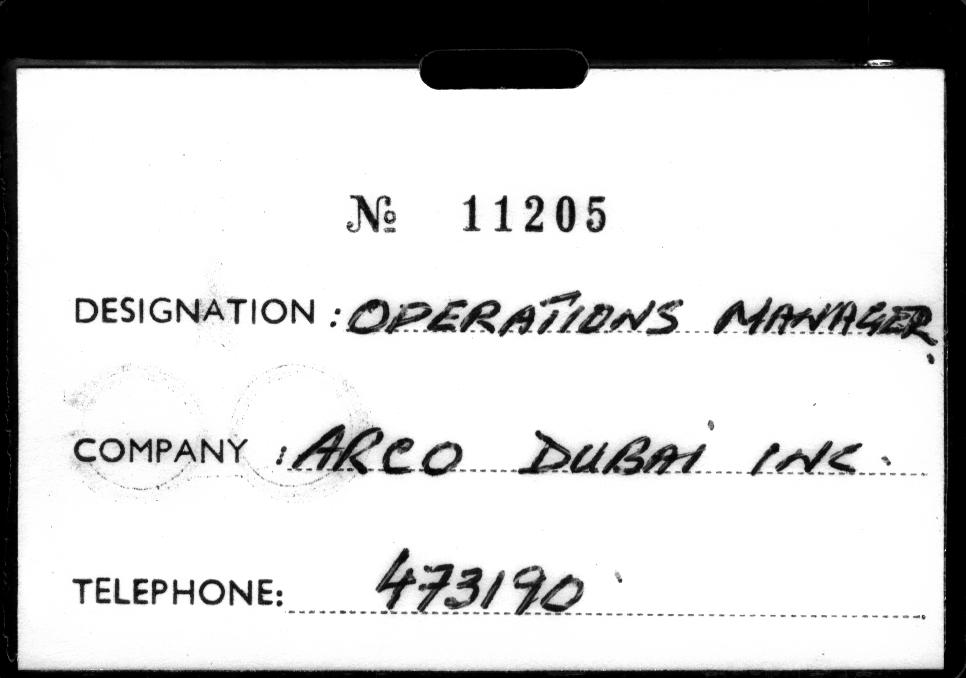 № 11205
DESIGNATION : OPERATIONS MANAGER.
COMPANY : ARCO DUBAI INC.
TELEPHONE: 473190